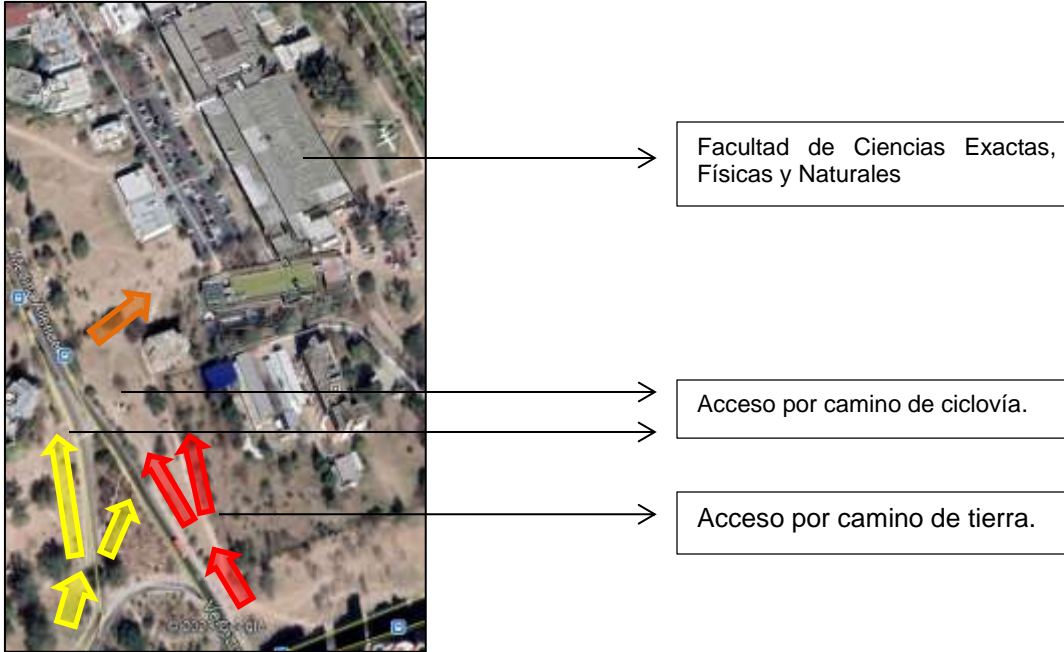 Facultad de Ciencias Exactas,
Físicas y Naturales
Acceso por camino de ciclovía.
Acceso por camino de tierra.